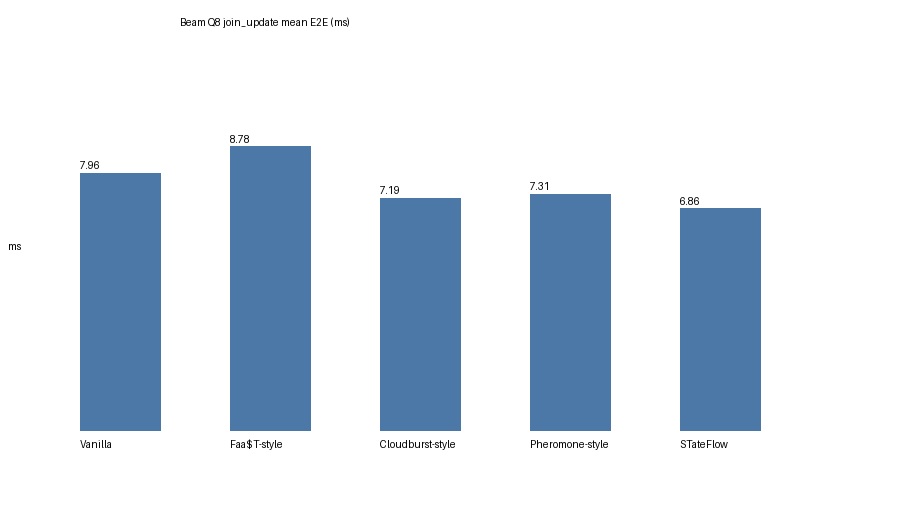 Beam Q8 join_update mean E2E (ms)
8.78
7.96
7.19
7.31
6.86
ms
Vanilla
Faa$T-style
Cloudburst-style
Pheromone-style
STateFlow